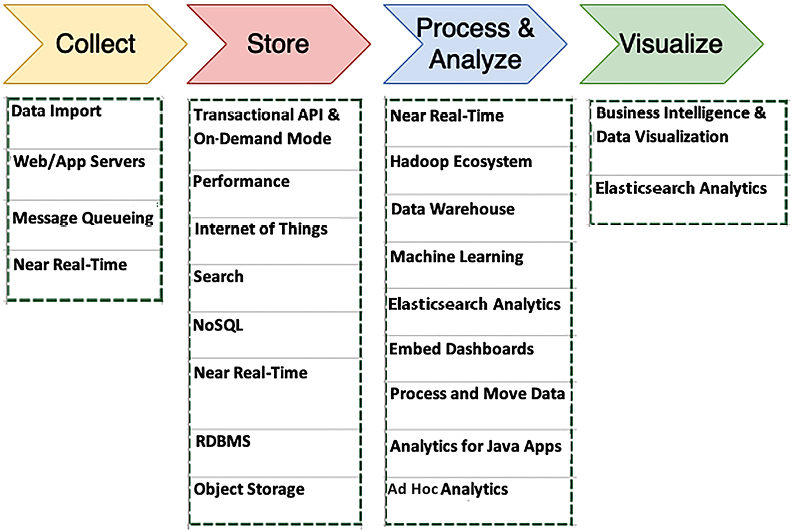 Collect
Store
Process &
Analyze
Visualize
Data Import
Web/App Servers
Message Queueing
Near Real-Time
Transactional API &
On-Demand Mode
Performance
Internet of Things
Search
NoSQL
Near Real-Time
RDBMS
Object Storage
Near Real-Time
Hadoop Ecosystem
Data Warehouse
Machine Learning
Elasticsearch Analytics
Embed Dashboards
Process and Move Data
Analytics for Java Apps
Ad Hoc Analytics
Business Intelligence &
Data Visualization
Elasticsearch Analytics